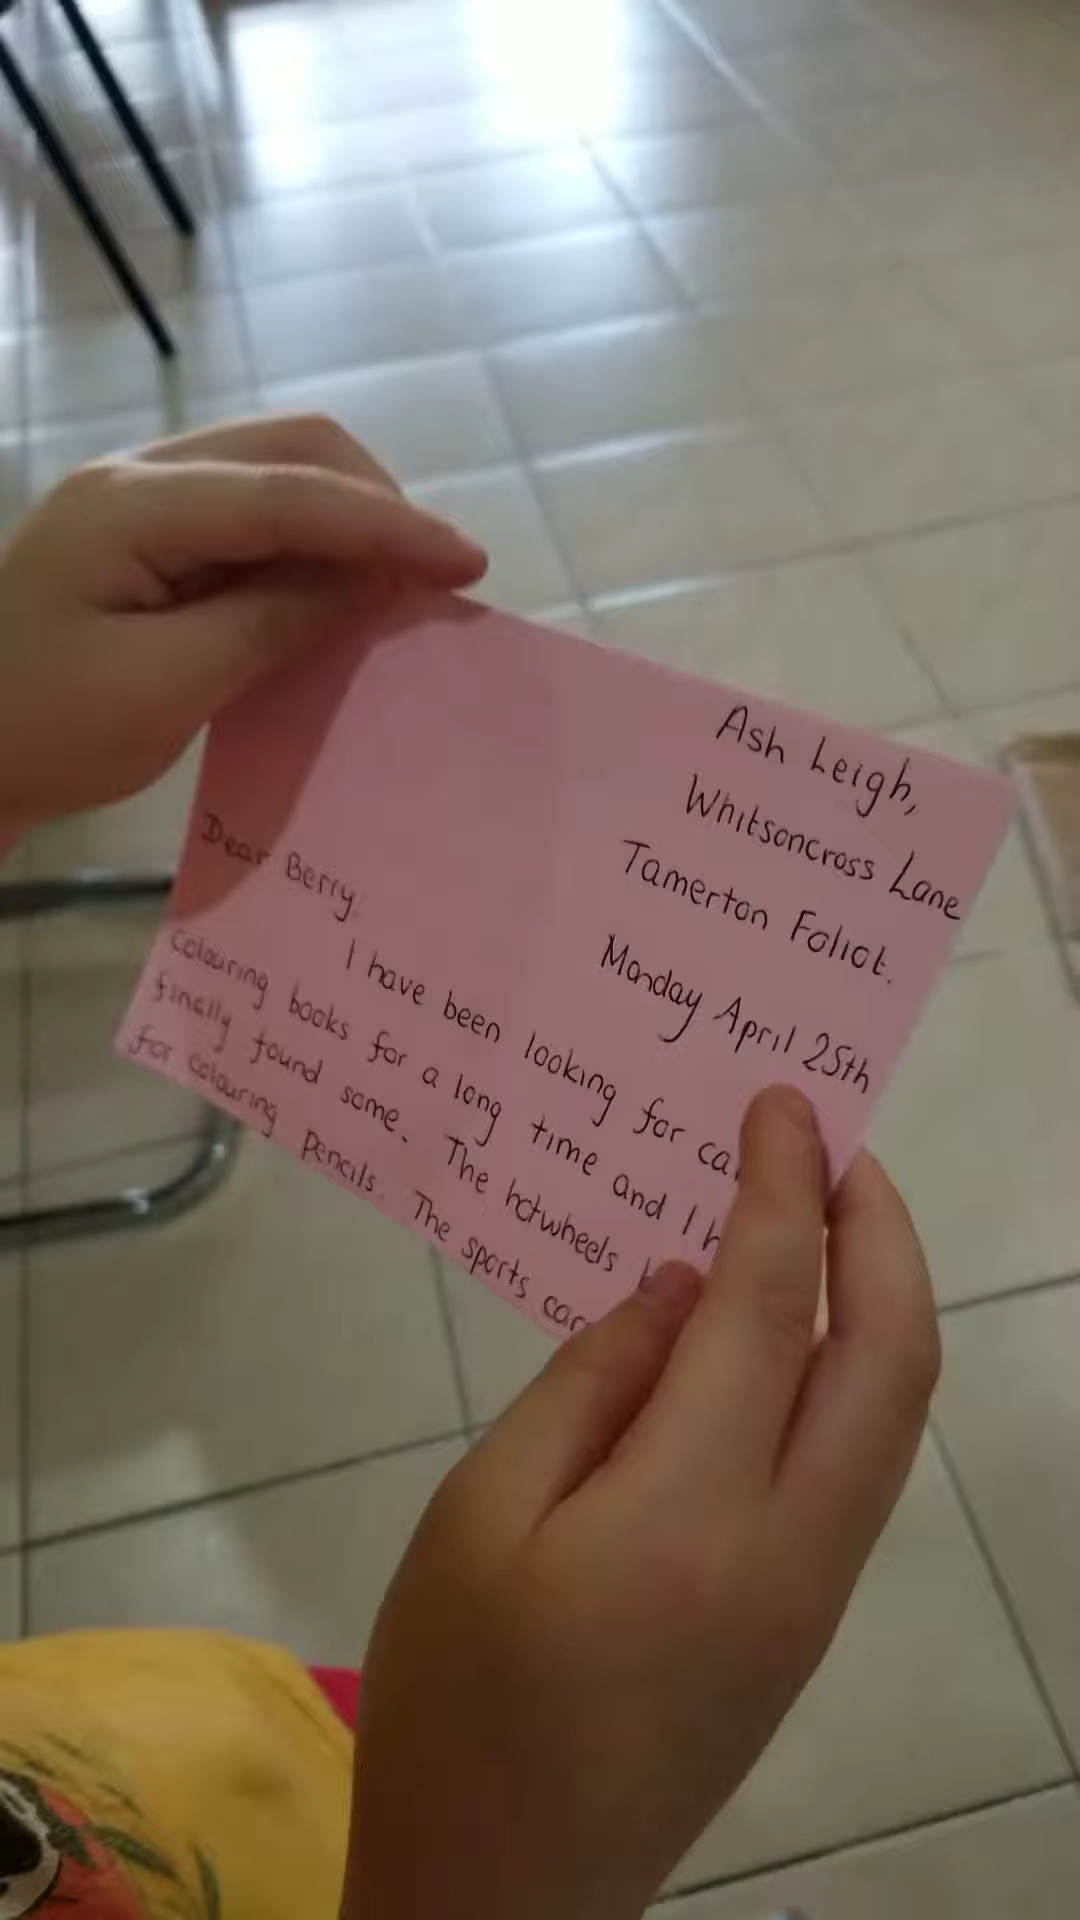 Ash Leigh,
Whitsoncross Lane
Tamerton Foliot.
Monday April 25th
Dear Berry,
I have been looking for
colouring books for a long time and I
finally found some. The hotwheels
for colouring pencils. The sports